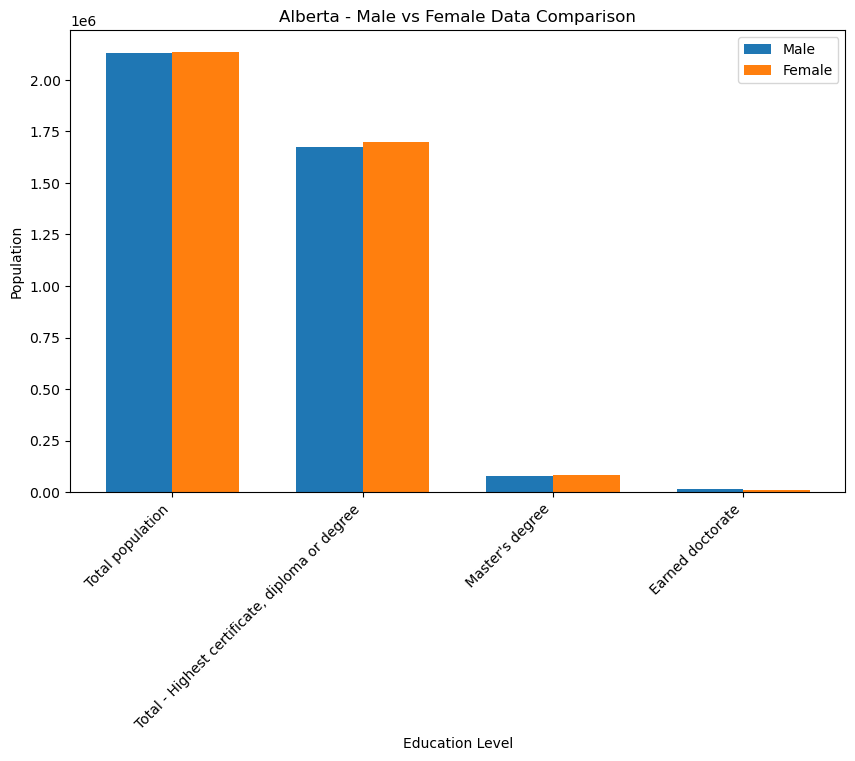 Alberta - Male vs Female Data Comparison
1e6
Male
Female
2.00
1.75
1.50
1.25
1.00
0.75
0.50
0.25
0.00
Population
Total population
Total - Highest certificate, diploma or degree
Master's degree
Earned doctorate
Education Level